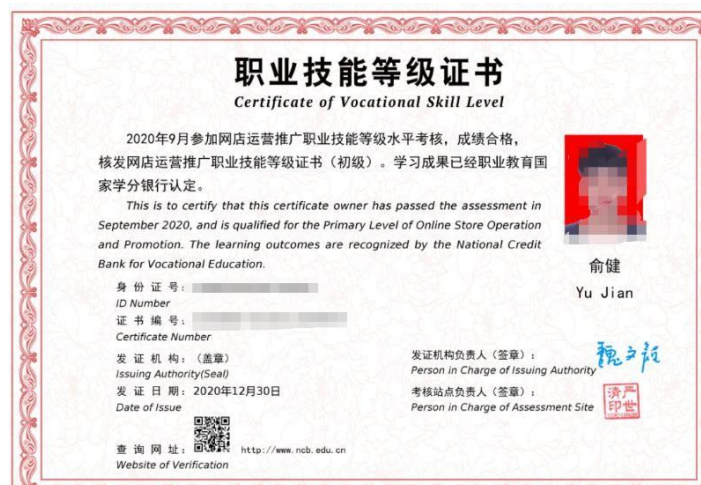 职业技能等级证书
Certificate of Vocational Skill Level
2020年9月参加网店运营推广职业技能等级水平考核，成绩合格，
核发网店运营推广职业技能等级证书（初级）。学习成果已经职业教育国
家学分银行认定。
This is to certify that this certificate owner has passed the assessment in
September 2020, and is qualified for the Primary Level of Online Store Operation
and Promotion. The learning outcomes are recognized by the National Credit
Bank for Vocational Education.
俞健
Yu Jian
身份证号：
ID Number
证书编号：
Certificate Number
发证机构：（盖章）
Issuing Authority(Seal)
发证日期：2020年12月30日
Date of Issue
查询网址：
http://www.ncb.edu.cn
Website of Verification
发证机构负责人（签章）：
Person in Charge of Issuing Authority
考核站点负责人（签章）：
Person in Charge of Assessment Site
严世
清印